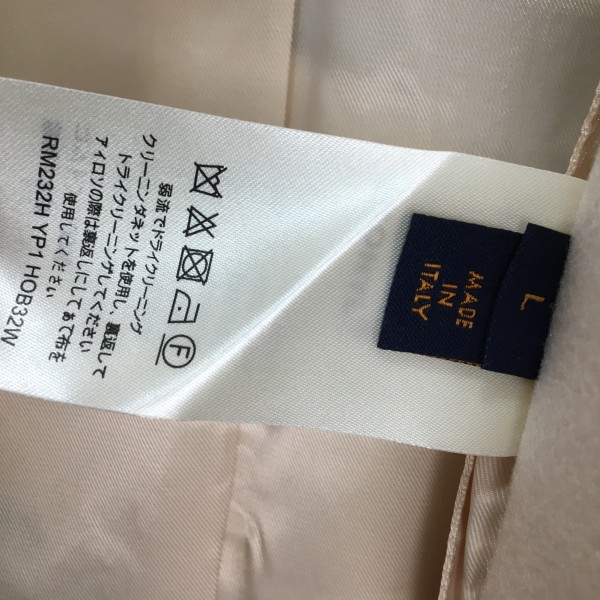 弱流でドライクリーニング
クリーニングネットを使用し、裏返して
ドライクリーニングしてください
アイロンの際は裏返しにしてあて布を
使用してください
RM232H YP1 HOB32W
F
MADE
IN
ITALY
L